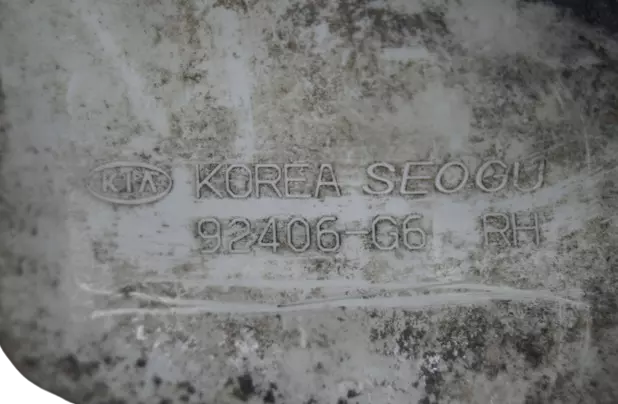 KIA KOREA SEOGU
92406-G6 RH